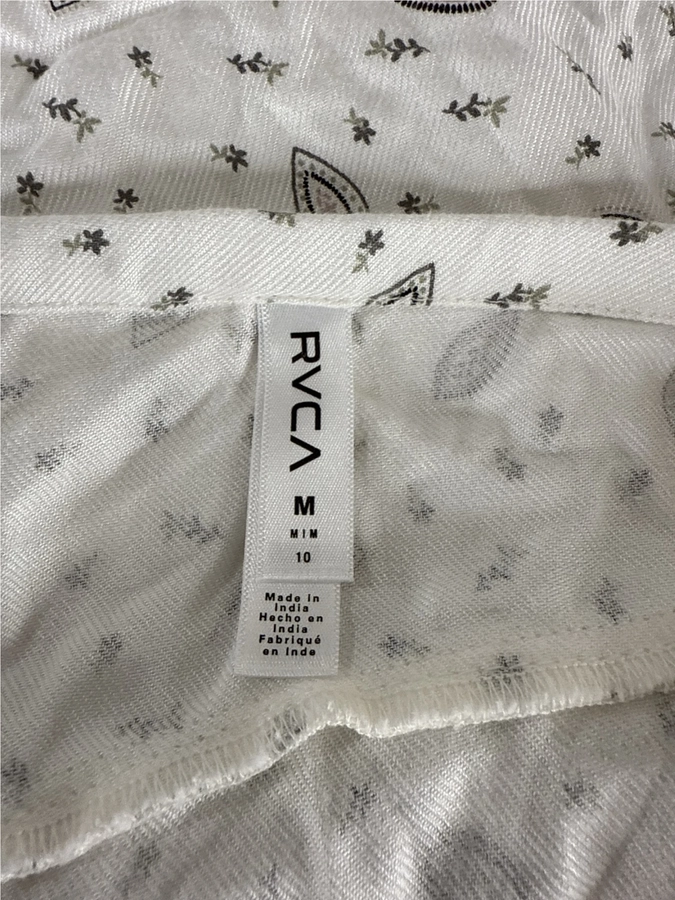 RVCA
M
M I M
10
Made in
India
Hecho en
India
Fabriqué
en Inde